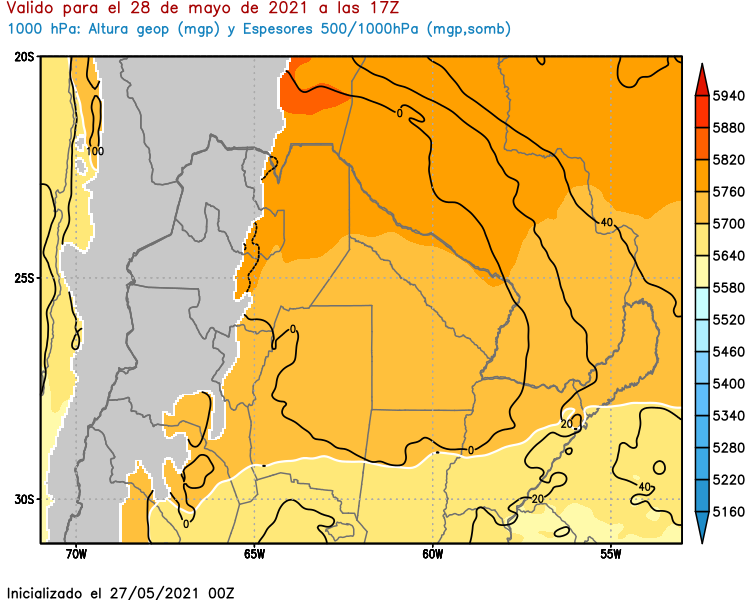 Valido para el 28 de mayo de 2021 a las 17Z
1000 hPa: Altura geop (mgp) y Espesores 500/1000hPa (mgp,somb)
20S
25S
30S
70W
65W
60W
55W
100
0
40
0
0
20
20
40
0
5940
5880
5820
5760
5700
5640
5580
5520
5460
5400
5340
5280
5220
5160
Inicializado el 27/05/2021 00Z